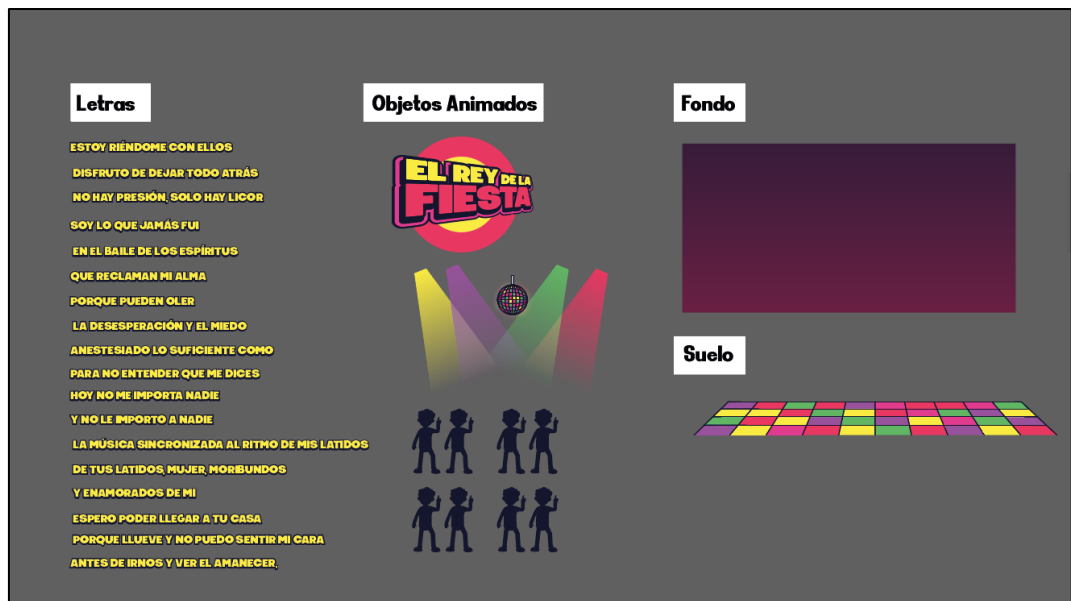 Letras
ESTOY RIÉNDOME CON ELLOS
DISFRUTO DE DEJAR TODO ATRÁS
NO HAY PRESIÓN, SOLO HAY LICOR
SOY LO QUE JAMÁS FUI
EN EL BAILE DE LOS ESPÍRITUS
QUE RECLAMAN MI ALMA
PORQUE PUEDEN OLER
LA DESESPERACIÓN Y EL MIEDO
ANESTESIADO LO SUFICIENTE COMO
PARA NO ENTENDER QUE ME DICES
HOY NO ME IMPORTA NADIE
Y NO LE IMPORTO A NADIE
LA MÚSICA SINCRONIZADA AL RITMO DE MIS LATIDOS
DE TUS LATIDOS, MUJER, MORIBUNDOS
Y ENAMORADOS DE MI
ESPERO PODER LLEGAR A TU CASA
PORQUE LLUEVE Y NO PUEDO SENTIR MI CARA
ANTES DE IRNOS Y VER EL AMANECER,
Objetos Animados
EL REY DE LA
FIESTA
Fondo
Suelo